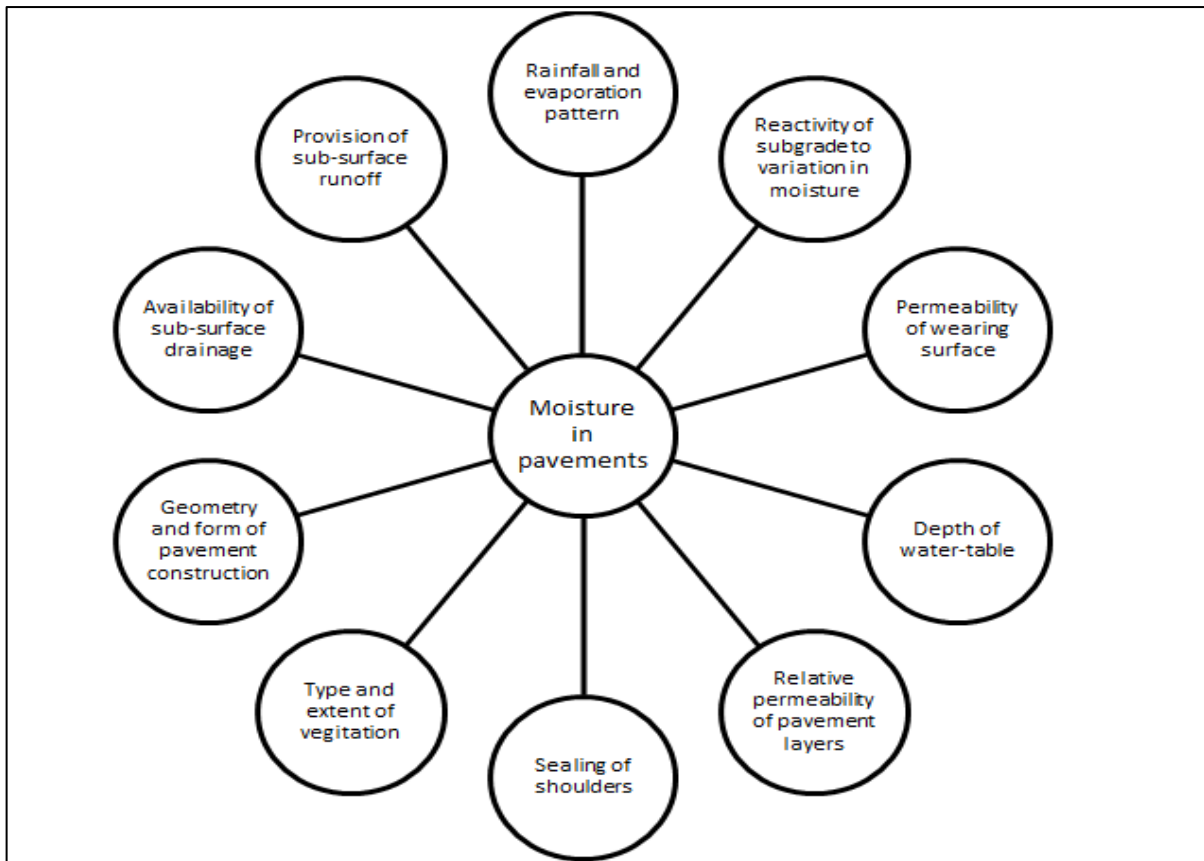 Rainfall and
evaporation
pattern
Reactivity of
subgrade to
variation in
moisture
Permeability
of wearing
surface
Depth of
water-table
Relative
permeability
of pavement
layers
Sealing of
shoulders
Type and
extent of
vegitation
Geometry
and form of
pavement
construction
Availability of
sub-surface
drainage
Provision of
sub-surface
runoff
Moisture
in
pavements